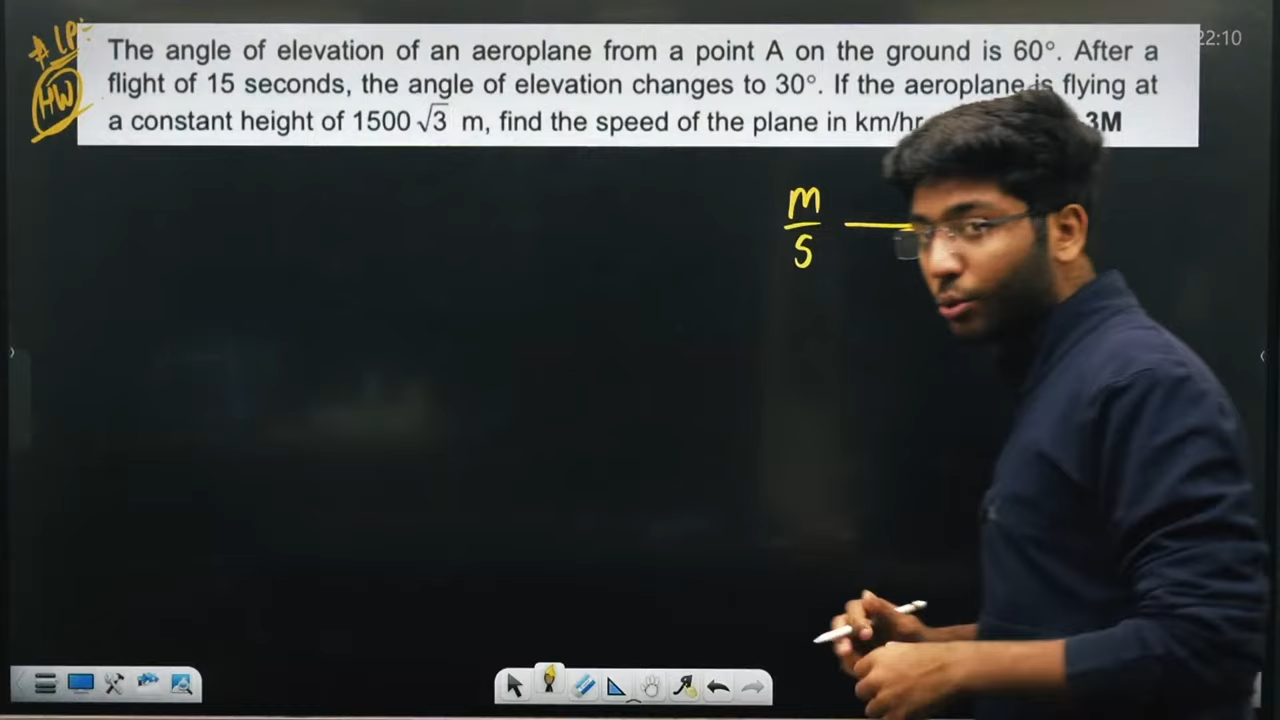 LP:
HW
The angle of elevation of an aeroplane from a point A on the ground is 60°. After a
flight of 15 seconds, the angle of elevation changes to 30°. If the aeroplane is flying at
a constant height of 1500 √3 m, find the speed of the plane in km/hr 3M
22:10
m
s